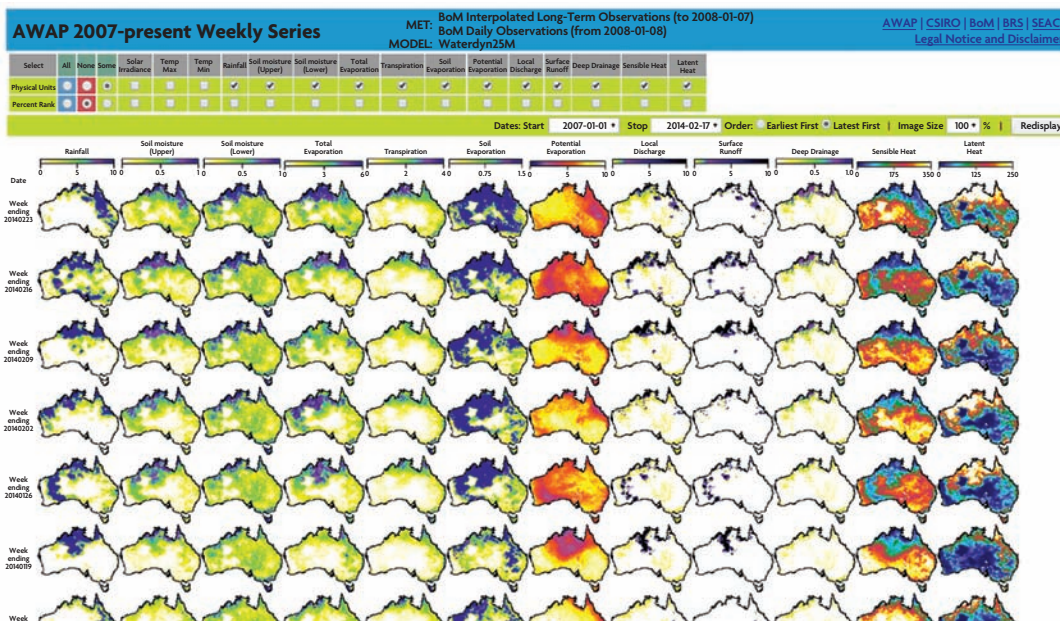 AWAP 2007-present Weekly Series
MET: BoM Interpolated Long-Term Observations (to 2008-01-07)
BoM Daily Observations (from 2008-01-08)
MODEL: Waterdyn25M
AWAP | CSIRO | BoM | BRS | SEAC
Legal Notice and Disclaimer
Select All None Some Solar Irradiance Temp Max Temp Min Rainfall Soil moisture (Upper) Soil moisture (Lower) Total Evaporation Transpiration Soil Evaporation Potential Evaporation Local Discharge Surface Runoff Deep Drainage Sensible Heat Latent Heat
Physical Units
Percent Rank
Dates: Start 2007-01-01 Stop 2014-02-17 Order: Earliest First Latest First | Image Size 100 % | Redisplay
Rainfall Soil moisture (Upper) Soil moisture (Lower) Total Evaporation Transpiration Soil Evaporation Potential Evaporation Local Discharge Surface Runoff Deep Drainage Sensible Heat Latent Heat
0 5 10 0 0.5 1 0 0.5 1 0 3 6 0 2 4 0 0.75 1.5 0 5 10 0 5 10 0 5 10 0 0.5 1.0 0 175 350 0 125 250
Date
Week
ending
20140223
Week
ending
20140216
Week
ending
20140209
Week
ending
20140202
Week
ending
20140126
Week
ending
20140119
Week